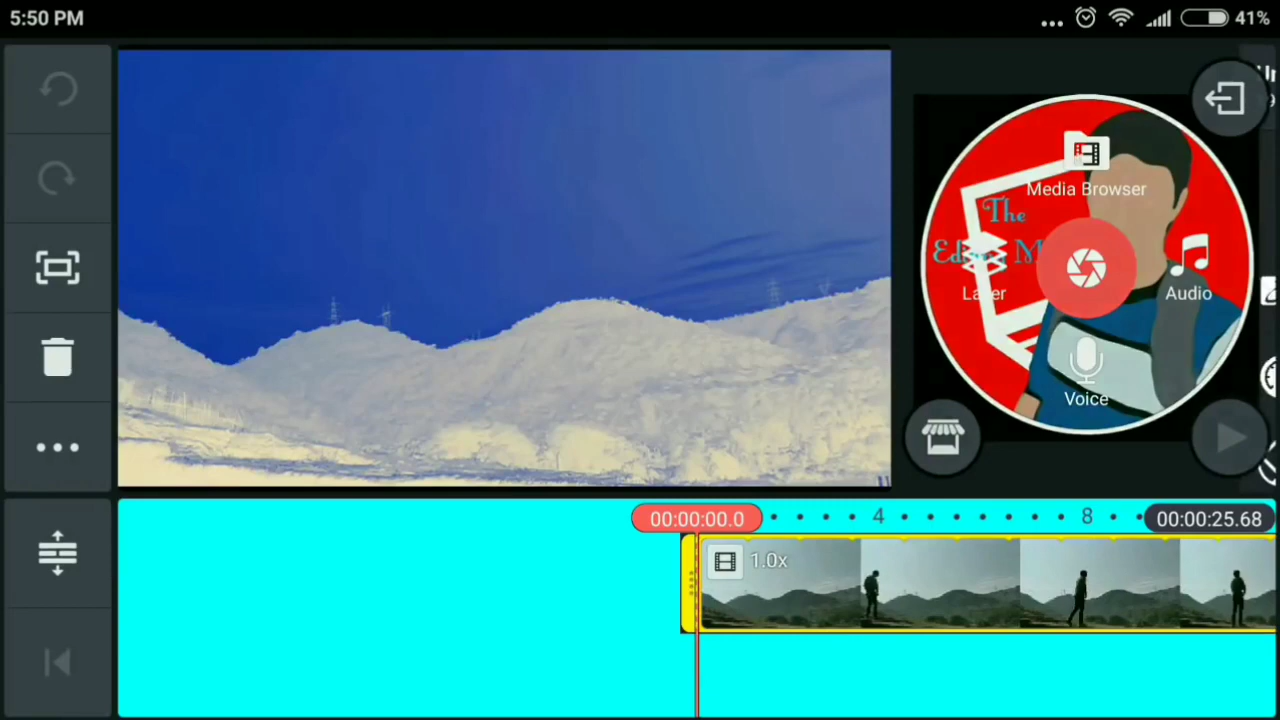 5:50 PM
41%
Media Browser
The
Layer
Audio
Voice
00:00:00.0
4
8
00:00:25.68
1.0x